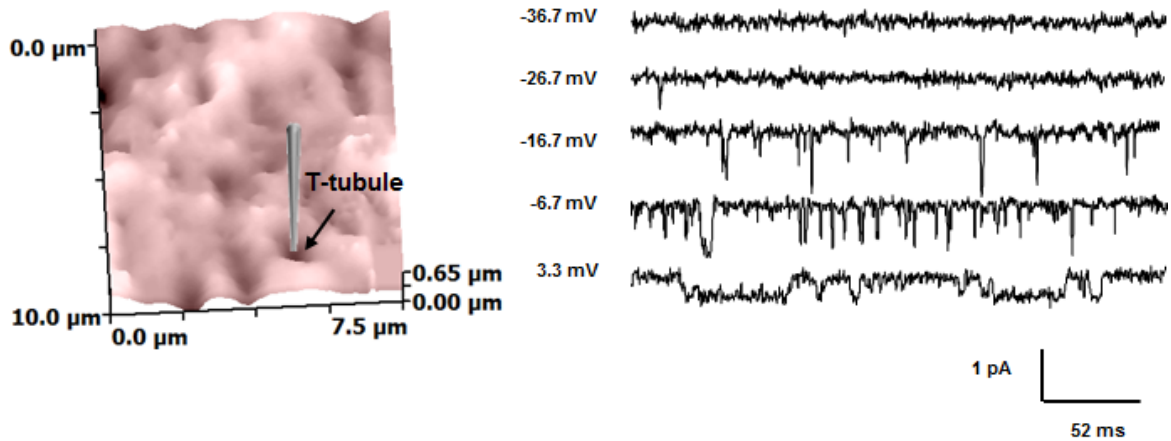 0.0 µm
T-tubule
0.65 µm
0.00 µm
10.0 µm
0.0 µm
7.5 µm
-36.7 mV
-26.7 mV
-16.7 mV
-6.7 mV
3.3 mV
1 pA
52 ms